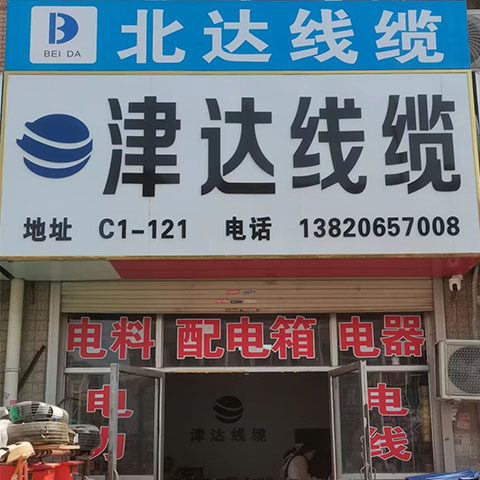 BEI DA
北达线缆
津达线缆
地址 C1-121 电话 13820657008
电料 配电箱 电器
电力
津达线缆
电线